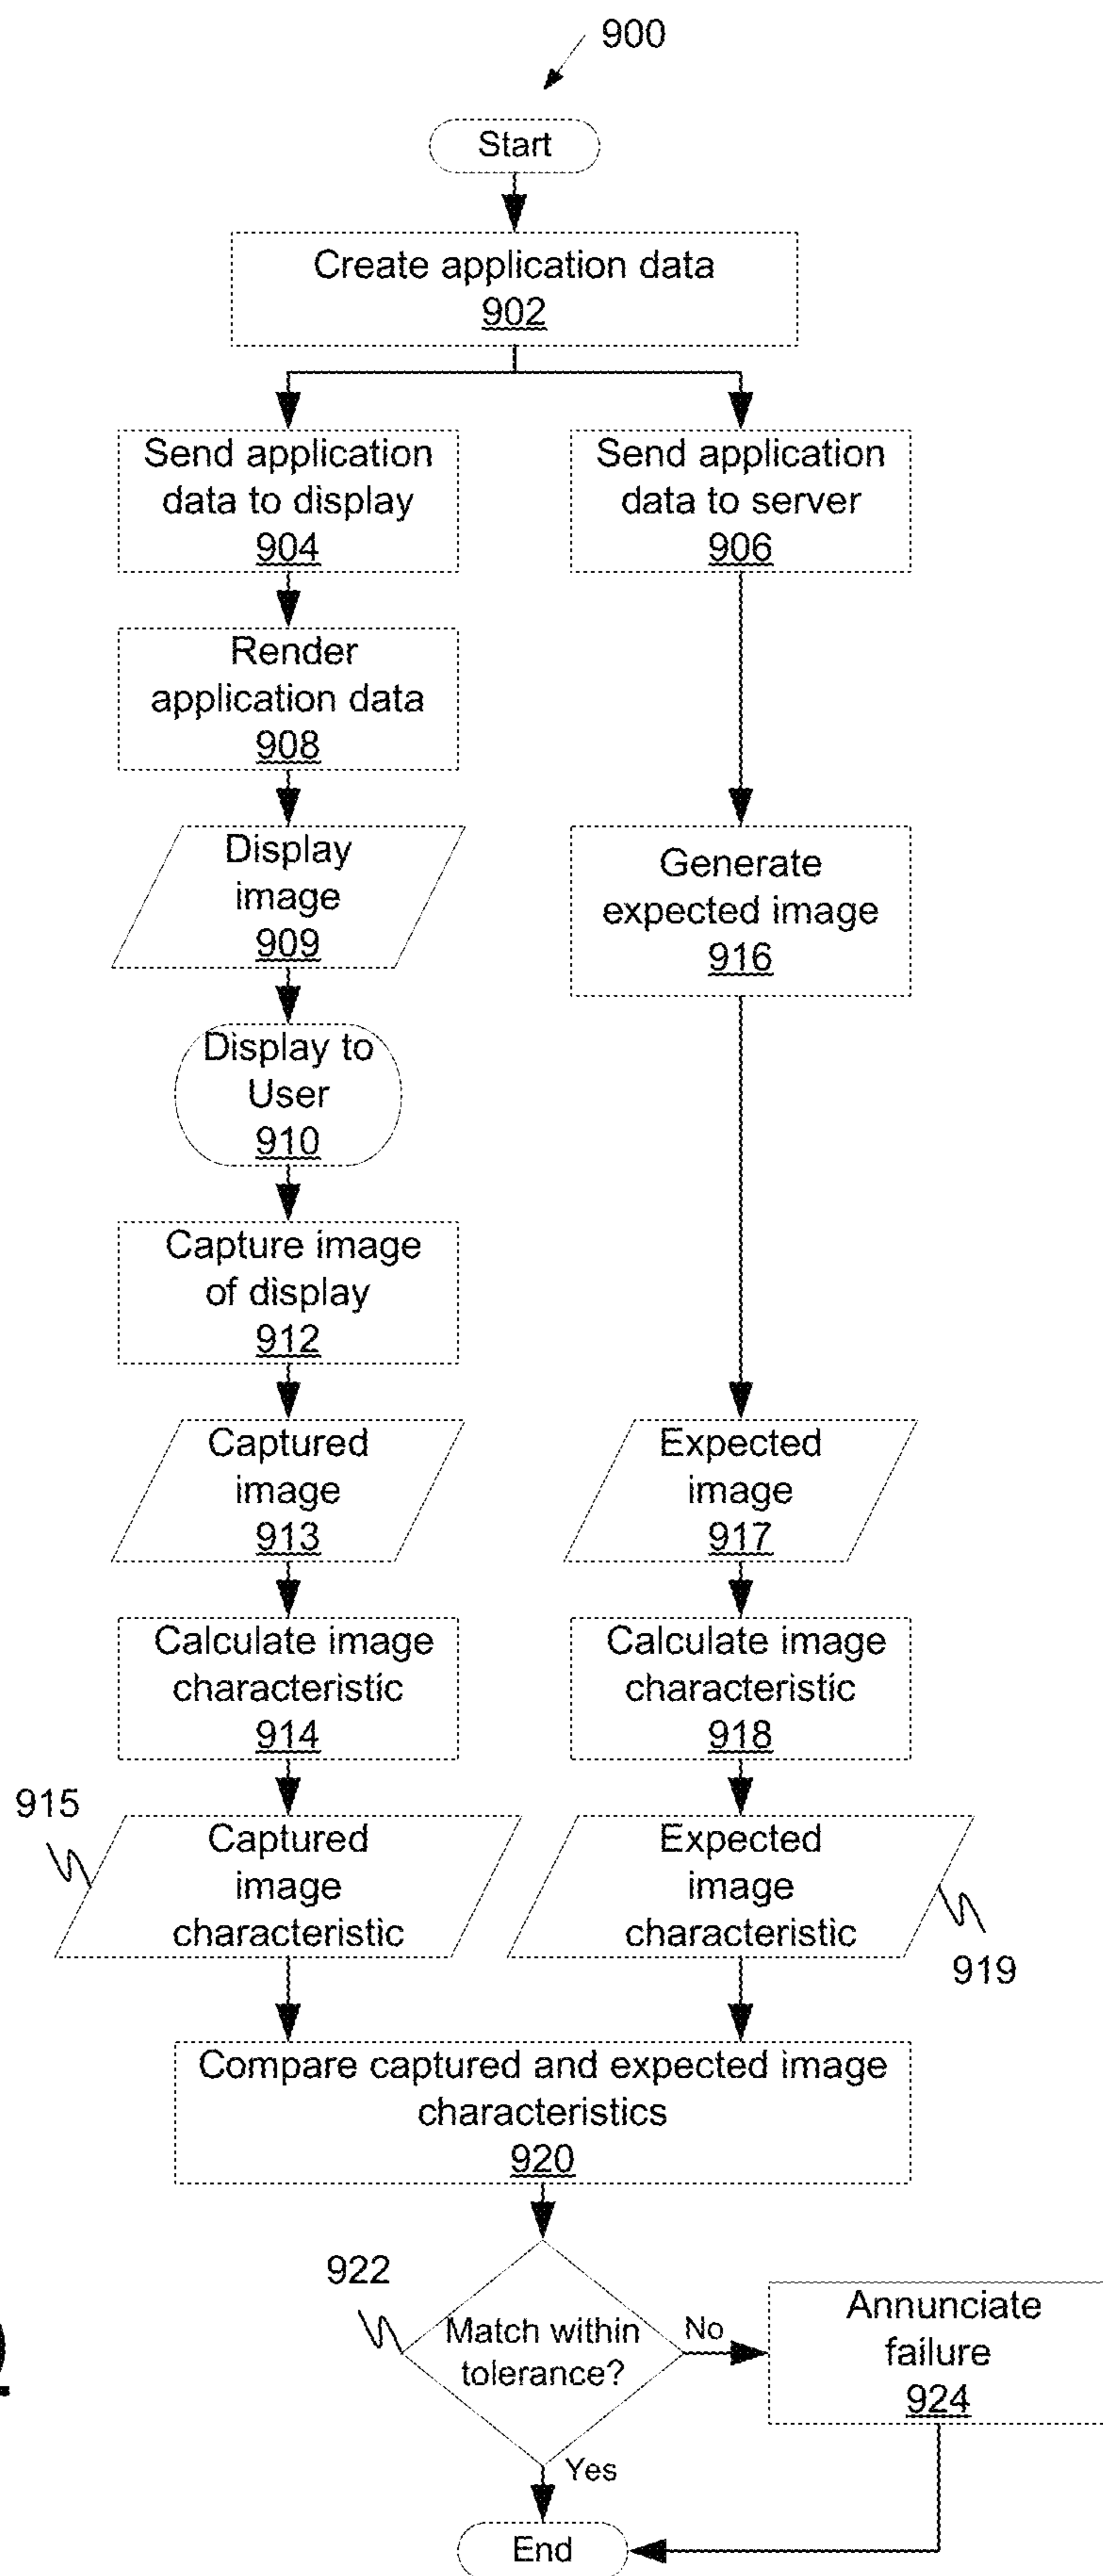 900
Start
Create application data
902
Send application
data to display
904
Send application
data to server
906
Render
application data
908
Display
image
909
Generate
expected image
916
Display to
User
910
Capture image
of display
912
Captured
image
913
Expected
image
917
Calculate image
characteristic
914
Calculate image
characteristic
918
915
Captured
image
characteristic
Expected
image
characteristic
919
Compare captured and expected image
characteristics
920
922
Match within
tolerance?
No
Annunciate
failure
924
Yes
End